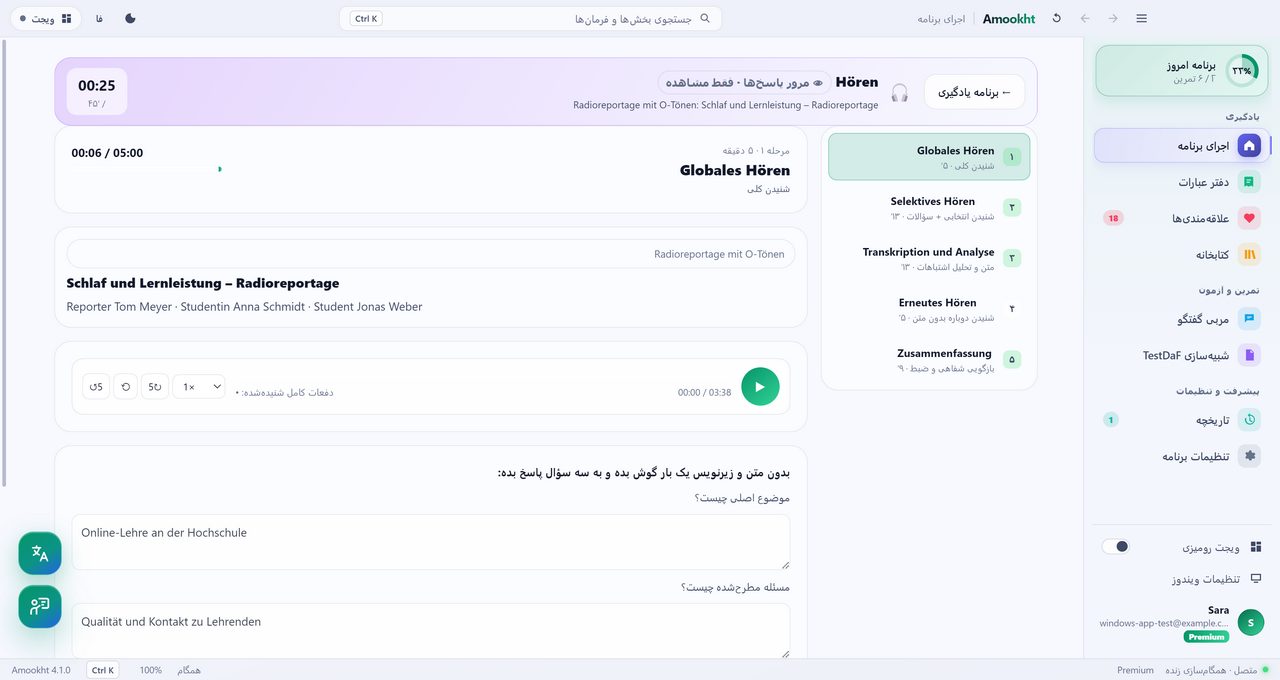 Amookht
اجرای برنامه
جستجوی بخش‌ها و فرمان‌ها
Ctrl K
فا
ویجت
برنامه امروز
۲ / ۶ تمرین
۳۳%
یادگیری
اجرای برنامه
دفتر عبارات
علاقه‌مندی‌ها
18
کتابخانه
تمرین و آزمون
مربی گفتگو
شبیه‌سازی TestDaF
پیشرفت و تنظیمات
تاریخچه
1
تنظیمات برنامه
ویجت رومیزی
تنظیمات ویندوز
Sara
windows-app-test@example.c...
Premium
S
← برنامه یادگیری
Hören
مرور پاسخ‌ها · فقط مشاهده
Radioreportage mit O-Tönen: Schlaf und Lernleistung – Radioreportage
00:25
/ ۴۵′
۱
Globales Hören
شنیدن کلی · ۵′
۲
Selektives Hören
شنیدن انتخابی + سؤالات · ۱۳′
۳
Transkription und Analyse
متن و تحلیل اشتباهات · ۱۳′
۴
Erneutes Hören
شنیدن دوباره بدون متن · ۵′
۵
Zusammenfassung
بازگویی شفاهی و ضبط · ۹′
مرحله ۱ · ۵ دقیقه
Globales Hören
شنیدن کلی
00:06 / 05:00
Radioreportage mit O-Tönen
Schlaf und Lernleistung – Radioreportage
Reporter Tom Meyer · Studentin Anna Schmidt · Student Jonas Weber
00:00 / 03:38
دفعات کامل شنیده‌شده: ۰
↺5
5↻
1×
بدون متن و زیرنویس یک بار گوش بده و به سه سؤال پاسخ بده:
موضوع اصلی چیست؟
Online-Lehre an der Hochschule
مسئله مطرح‌شده چیست؟
Qualität und Kontakt zu Lehrenden
متصل · همگام‌سازی زنده
Premium
همگام
100%
Ctrl K
Amookht 4.1.0